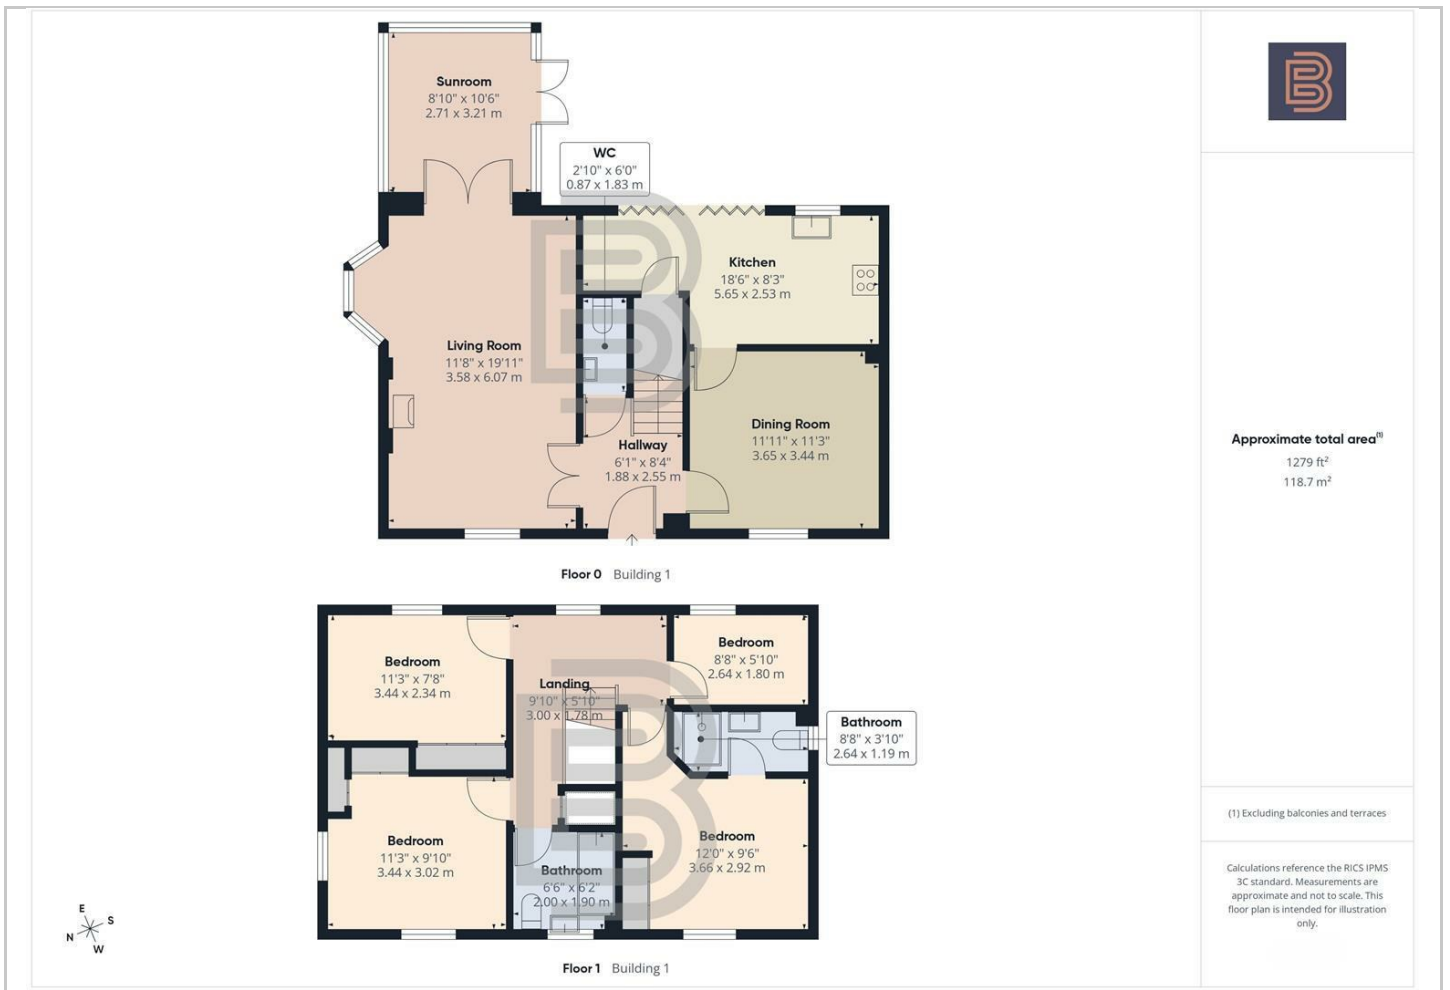 Sunroom
8'10" x 10'6"
2.71 x 3.21 m
WC
2'10" x 6'0"
0.87 x 1.83 m
Kitchen
18'6" x 8'3"
5.65 x 2.53 m
Living Room
11'8" x 19'11"
3.58 x 6.07 m
Dining Room
11'11" x 11'3"
3.65 x 3.44 m
Hallway
6'1" x 8'4"
1.88 x 2.55 m
Floor 0 Building 1
Bedroom
11'3" x 7'8"
3.44 x 2.34 m
Landing
9'10" x 5'10"
3.00 x 1.78 m
Bedroom
8'8" x 5'10"
2.64 x 1.80 m
Bathroom
8'8" x 3'10"
2.64 x 1.19 m
Bedroom
11'3" x 9'10"
3.44 x 3.02 m
Bathroom
6'6" x 6'2"
2.00 x 1.90 m
Bedroom
12'0" x 9'6"
3.66 x 2.92 m
Floor 1 Building 1
E
S
N
W
B
Approximate total area(1)
1279 ft²
118.7 m²
(1) Excluding balconies and terraces
Calculations reference the RICS IPMS
3C standard. Measurements are
approximate and not to scale. This
floor plan is intended for illustration
only.